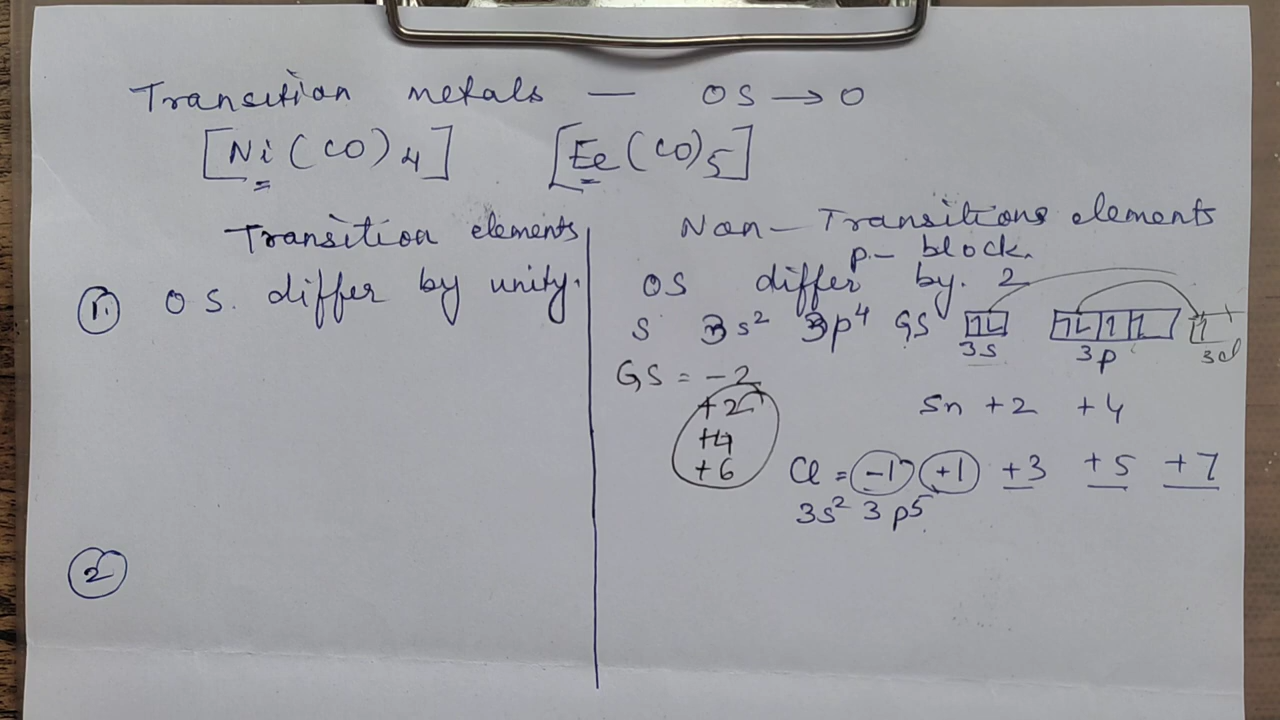 Transition metals — OS → 0
[Ni(CO)4] [Fe(CO)5]
Transition elements
1. OS. differ by unity.
2
Non-Transitions elements
p-block.
OS differ by. 2
S 3s² 3p⁴ GS
3s 3p 3d
GS = -2
+2
+4
+6
Sn +2 +4
Cl = -1 +1 +3 +5 +7
3s² 3p⁵